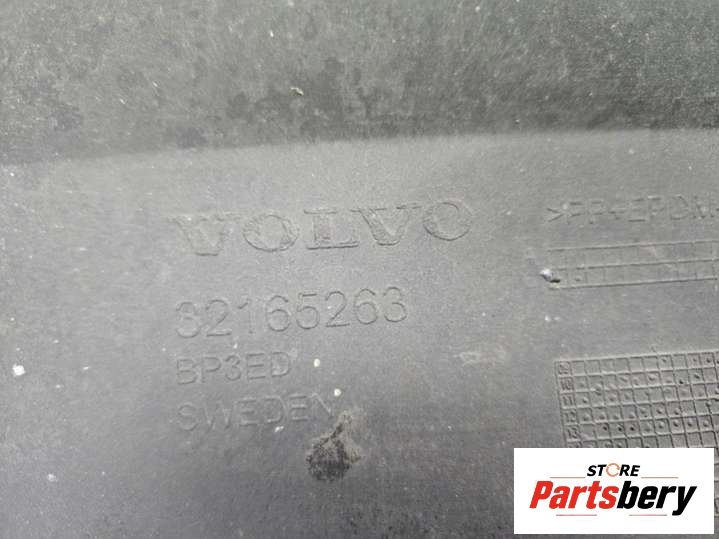 VOLVO
>PP+EPDM
32165263
BP3ED
SWEDEN
STORE
Partsbery